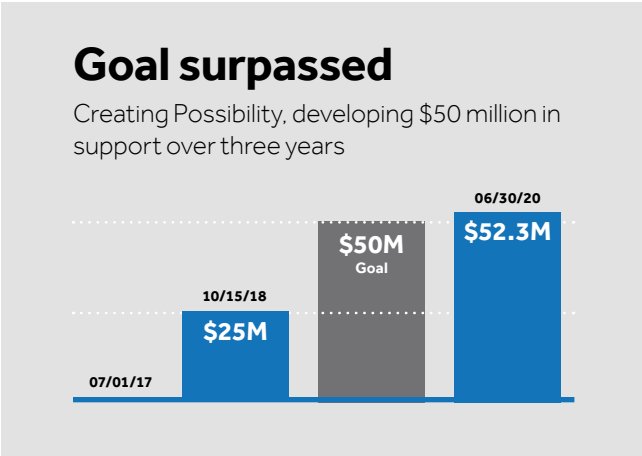 Goal surpassed
Creating Possibility, developing $50 million in
support over three years
07/01/17
10/15/18
$25M
$50M
Goal
06/30/20
$52.3M